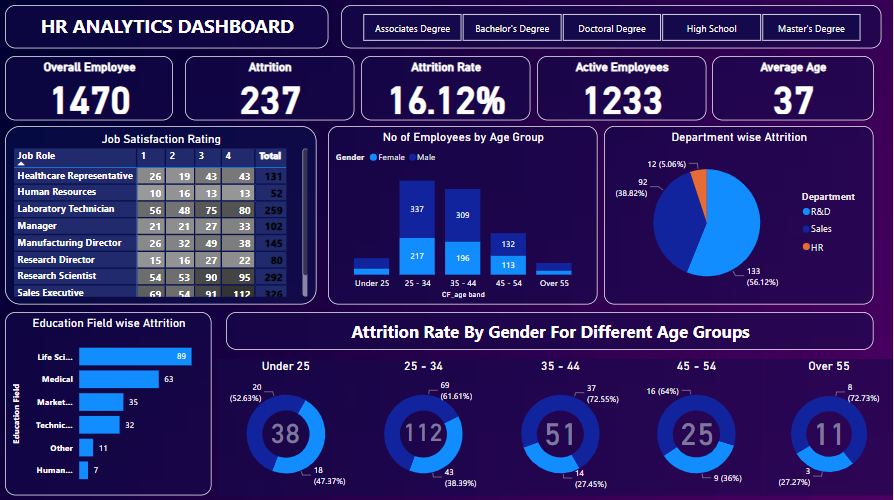 HR ANALYTICS DASHBOARD
Associates Degree
Bachelor's Degree
Doctoral Degree
High School
Master's Degree
Overall Employee
1470
Attrition
237
Attrition Rate
16.12%
Active Employees
1233
Average Age
37
Job Satisfaction Rating
Job Role 1 2 3 4 Total
Healthcare Representative 26 19 43 43 131
Human Resources 10 16 13 13 52
Laboratory Technician 56 48 75 80 259
Manager 21 21 27 33 102
Manufacturing Director 26 32 49 38 145
Research Director 15 16 27 22 80
Research Scientist 54 53 90 95 292
Sales Executive 69 54 91 112 326
No of Employees by Age Group
Gender Female Male
337
217
309
196
132
113
Under 25
25 - 34
35 - 44
45 - 54
Over 55
CF_age band
Department wise Attrition
12 (5.06%)
92
(38.82%)
133
(56.12%)
Department
R&D
Sales
HR
Education Field wise Attrition
Education Field
Life Sci... 89
Medical 63
Market... 35
Technic... 32
Other 11
Human... 7
Attrition Rate By Gender For Different Age Groups
Under 25
20
(52.63%)
38
18
(47.37%)
25 - 34
69
(61.61%)
112
43
(38.39%)
35 - 44
37
(72.55%)
51
14
(27.45%)
45 - 54
16 (64%)
25
9 (36%)
Over 55
8
(72.73%)
11
3
(27.27%)